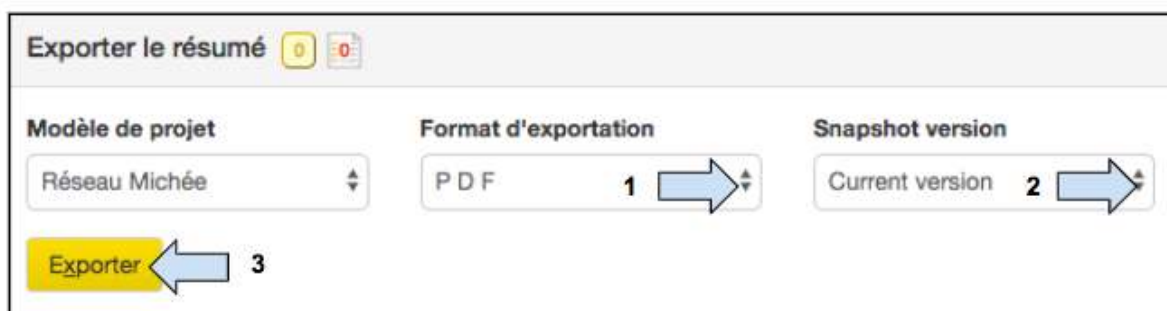 Exporter le résumé 0 0
Modèle de projet Format d'exportation Snapshot version
Réseau Michée P D F 1 Current version 2
Exporter 3